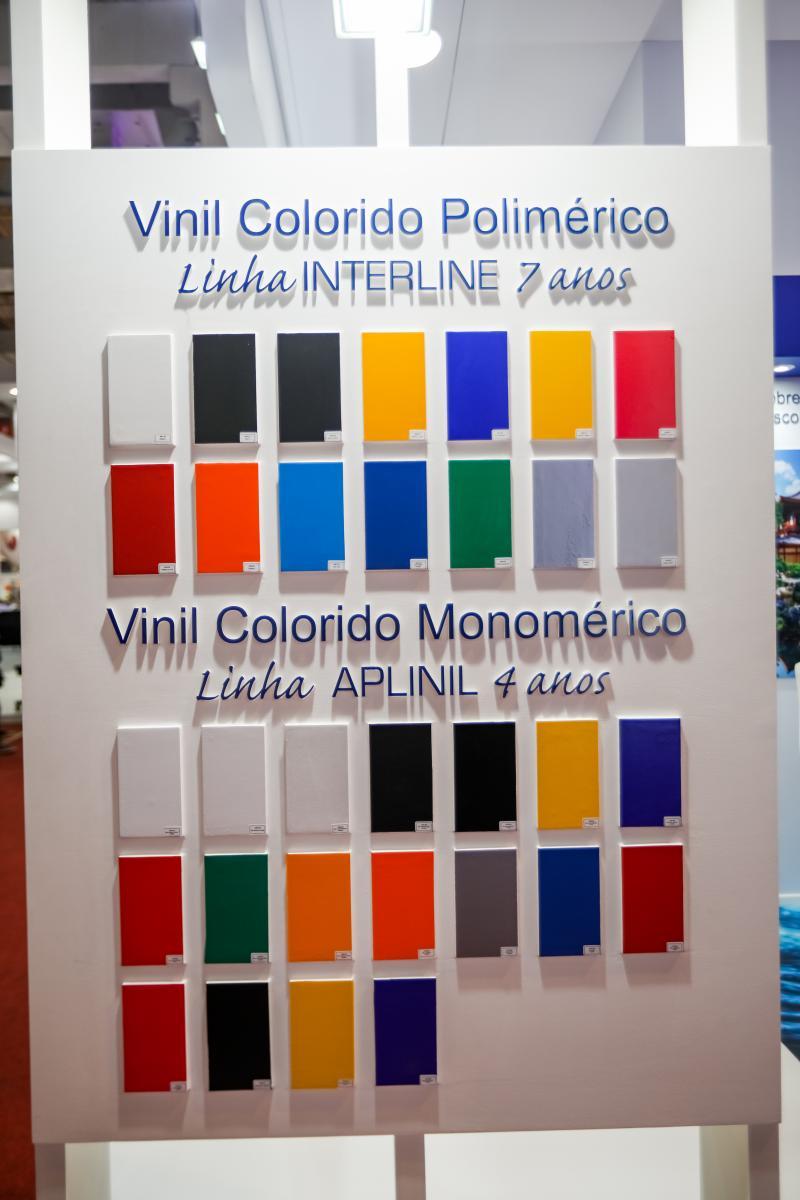 Vinil Colorido Polimérico
Linha INTERLINE 7 anos
Vinil Colorido Monomérico
Linha APLINIL 4 anos